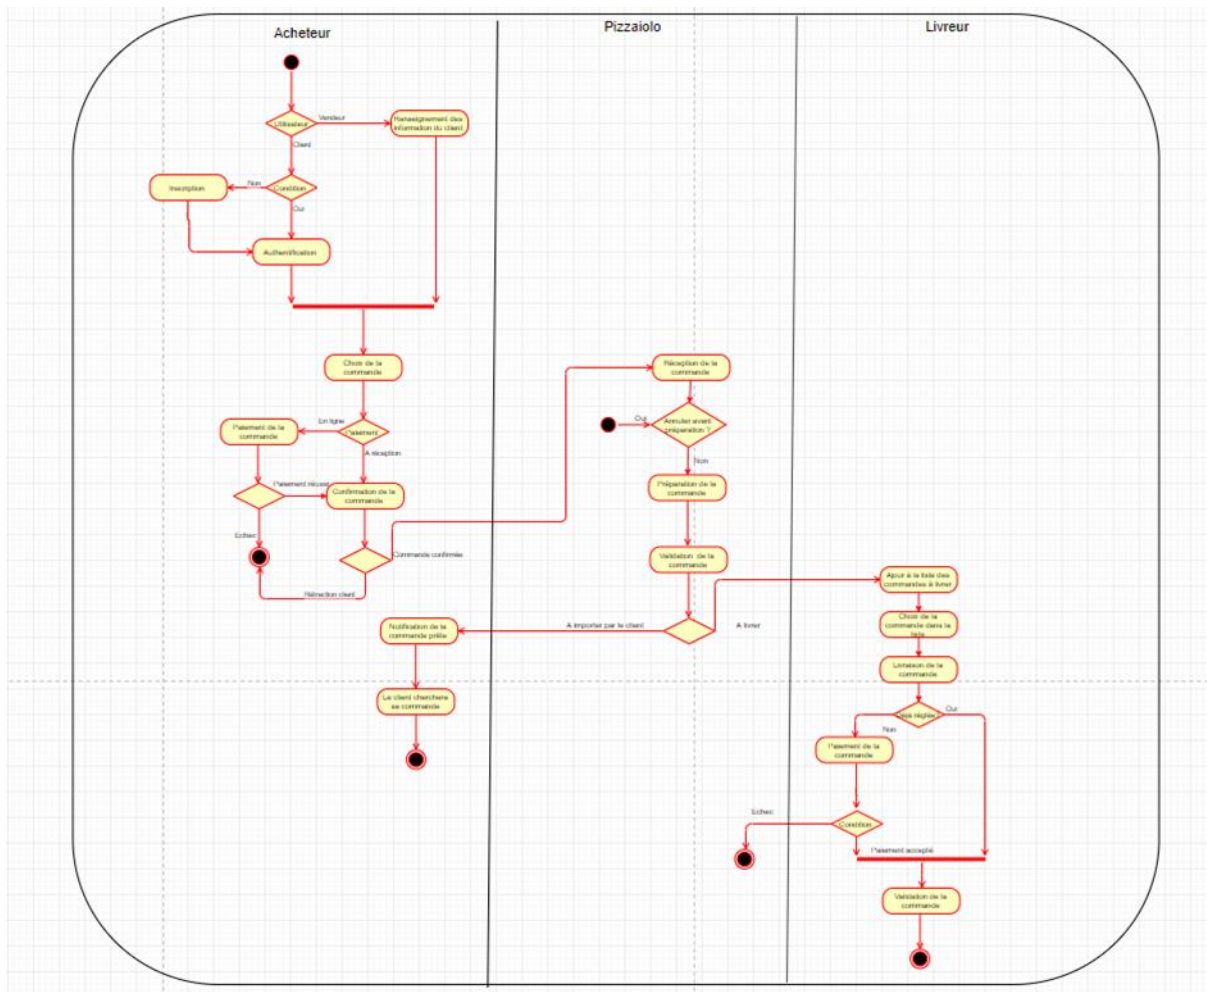 Acheteur
Pizzaiolo
Livreur
Utilisateur
Vendeur
Renseignement des
information du client
Client
Inscription
Non
Condition
Oui
Authentification
Choix de la
commande
Paiement de la
commande
En ligne
Paiement
A réception
Paiement réussi
Confirmation de la
commande
Echec
Commande confirmée
Rétraction client
Réception de la
commande
Oui
Annuler avant
préparation ?
Non
Préparation de la
commande
Validation de la
commande
A importer par le client
A livrer
Notification de la
commande prête
Le client cherchera
sa commande
Ajour à la liste des
commandes à livrer
Choix de la
commande dans la
liste
Livraison de la
commande
Déjà réglée
Oui
Non
Paiement de la
commande
Echec
Condition
Paiement accepté
Validation de la
commande